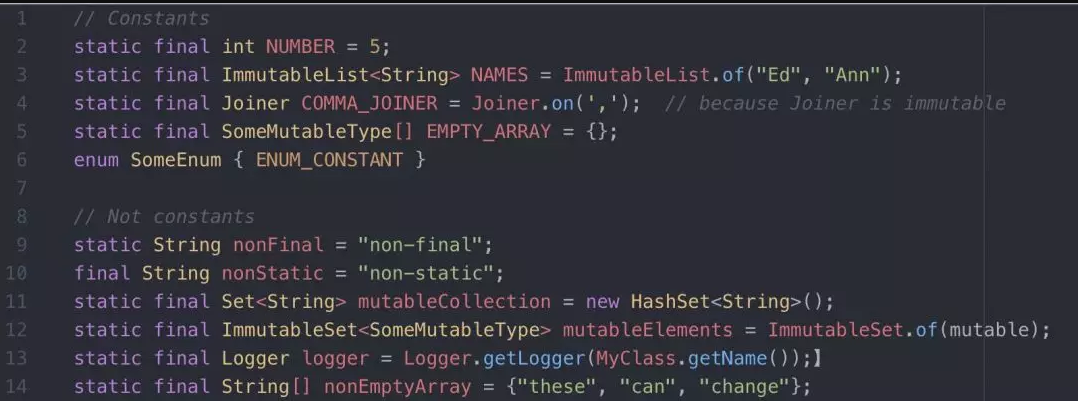 1 // Constants
2 static final int NUMBER = 5;
3 static final ImmutableList<String> NAMES = ImmutableList.of("Ed", "Ann");
4 static final Joiner COMMA_JOINER = Joiner.on(',');  // because Joiner is immutable
5 static final SomeMutableType[] EMPTY_ARRAY = {};
6 enum SomeEnum { ENUM_CONSTANT }
7
8 // Not constants
9 static String nonFinal = "non-final";
10 final String nonStatic = "non-static";
11 static final Set<String> mutableCollection = new HashSet<String>();
12 static final ImmutableSet<SomeMutableType> mutableElements = ImmutableSet.of(mutable);
13 static final Logger logger = Logger.getLogger(MyClass.getName());】
14 static final String[] nonEmptyArray = {"these", "can", "change"};